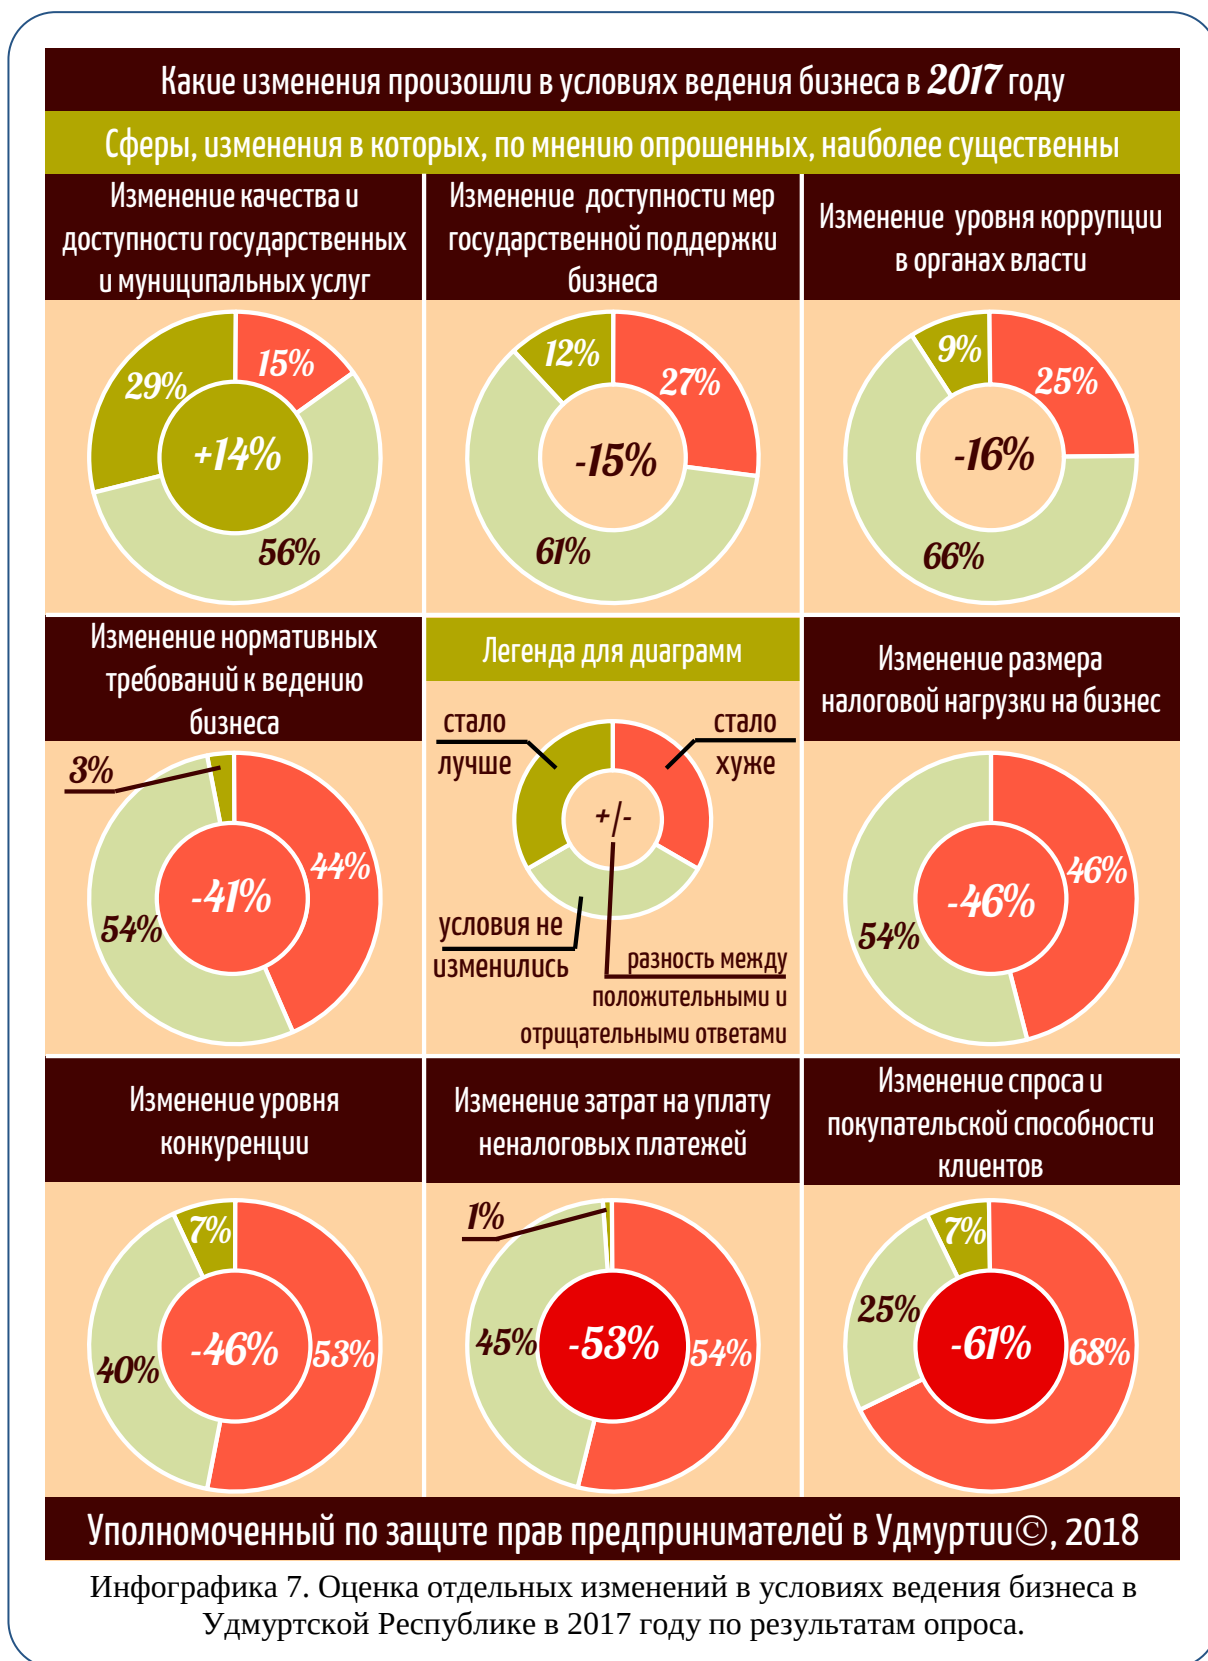 Какие изменения произошли в условиях ведения бизнеса в 2017 году
Сферы, изменения в которых, по мнению опрошенных, наиболее существенны
Изменение качества и
доступности государственных
и муниципальных услуг
29%
15%
+14%
56%
Изменение доступности мер
государственной поддержки
бизнеса
12%
27%
-15%
61%
Изменение уровня коррупции
в органах власти
9%
25%
-16%
66%
Изменение нормативных
требований к ведению
бизнеса
3%
44%
-41%
54%
Легенда для диаграмм
стало
лучше
стало
хуже
+/-
условия не
изменились
разность между
положительными и
отрицательными ответами
Изменение размера
налоговой нагрузки на бизнес
46%
-46%
54%
Изменение уровня
конкуренции
7%
-46%
53%
40%
Изменение затрат на уплату
неналоговых платежей
1%
45%
-53%
54%
Изменение спроса и
покупательской способности
клиентов
7%
25%
-61%
68%
Уполномоченный по защите прав предпринимателей в Удмуртии©, 2018
Инфографика 7. Оценка отдельных изменений в условиях ведения бизнеса в
Удмуртской Республике в 2017 году по результатам опроса.